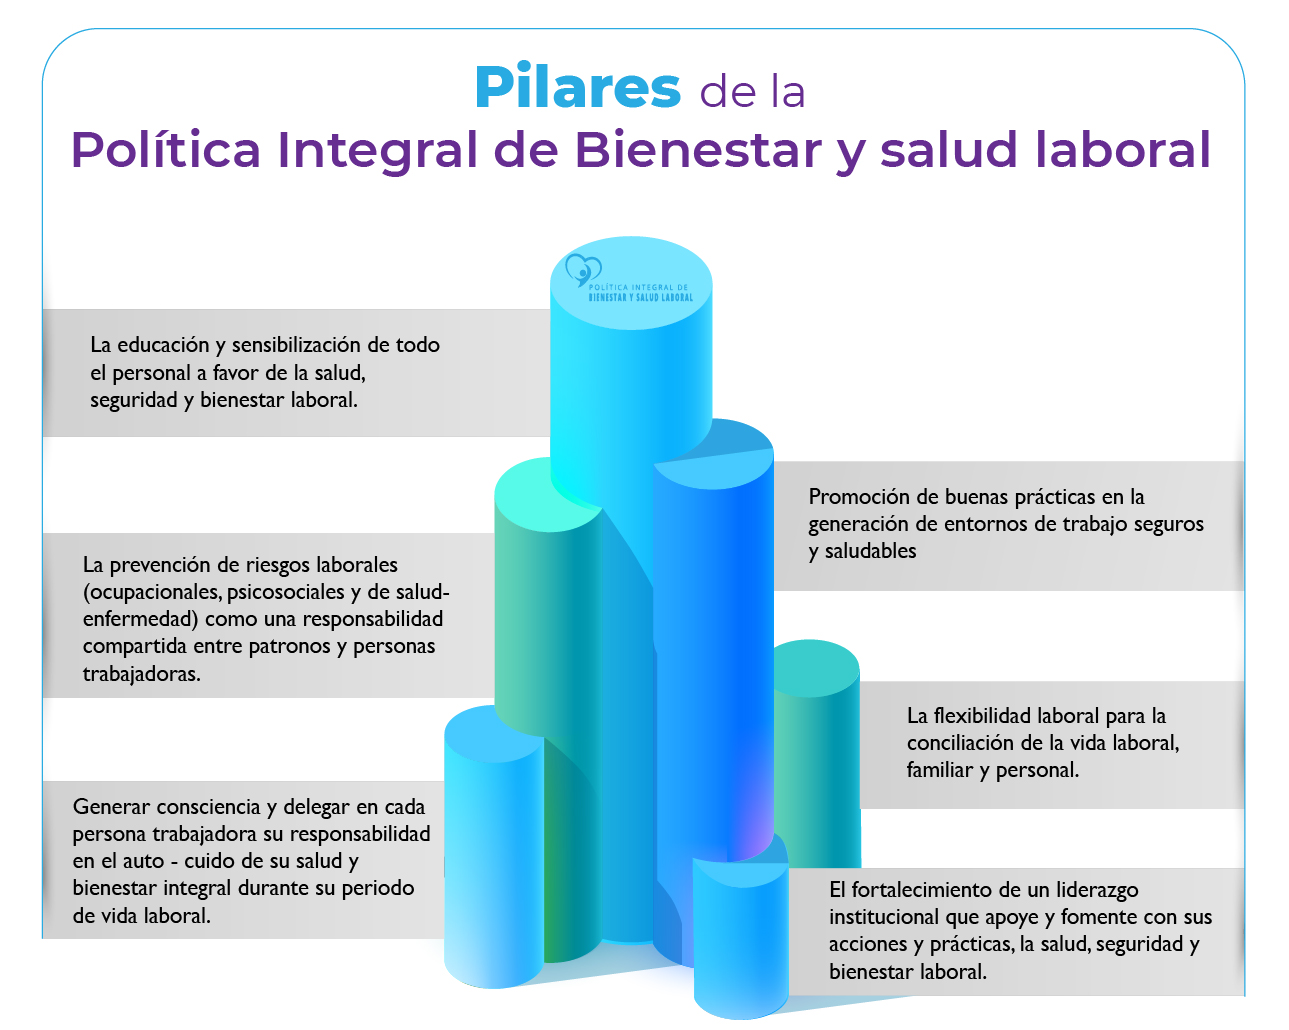 Pilares de la
Política Integral de Bienestar y salud laboral
POLÍTICA INTEGRAL DE
BIENESTAR Y SALUD LABORAL
La educación y sensibilización de todo
el personal a favor de la salud,
seguridad y bienestar laboral.
Promoción de buenas prácticas en la
generación de entornos de trabajo seguros
y saludables
La prevención de riesgos laborales
(ocupacionales, psicosociales y de salud-
enfermedad) como una responsabilidad
compartida entre patronos y personas
trabajadoras.
La flexibilidad laboral para la
conciliación de la vida laboral,
familiar y personal.
Generar consciencia y delegar en cada
persona trabajadora su responsabilidad
en el auto - cuido de su salud y
bienestar integral durante su periodo
de vida laboral.
El fortalecimiento de un liderazgo
institucional que apoye y fomente con sus
acciones y prácticas, la salud, seguridad y
bienestar laboral.